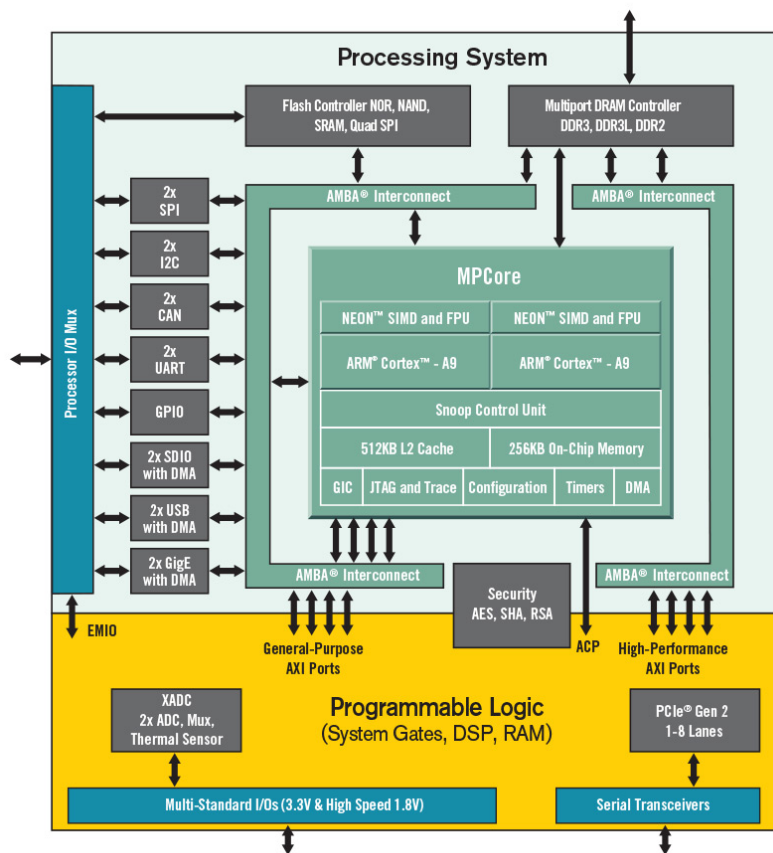 Processing System
Flash Controller NOR, NAND,
SRAM, Quad SPI
Multiport DRAM Controller
DDR3, DDR3L, DDR2
AMBA® Interconnect
AMBA® Interconnect
Processor I/O Mux
2x
SPI
2x
I2C
2x
CAN
2x
UART
GPIO
2x SDIO
with DMA
2x USB
with DMA
2x GigE
with DMA
MPCore
NEON™ SIMD and FPU
NEON™ SIMD and FPU
ARM® Cortex™ - A9
ARM® Cortex™ - A9
Snoop Control Unit
512KB L2 Cache
256KB On-Chip Memory
GIC
JTAG and Trace
Configuration
Timers
DMA
AMBA® Interconnect
AMBA® Interconnect
Security
AES, SHA, RSA
EMIO
General-Purpose
AXI Ports
ACP
High-Performance
AXI Ports
XADC
2x ADC, Mux,
Thermal Sensor
Programmable Logic
(System Gates, DSP, RAM)
PCIe® Gen 2
1-8 Lanes
Multi-Standard I/Os (3.3V & High Speed 1.8V)
Serial Transceivers